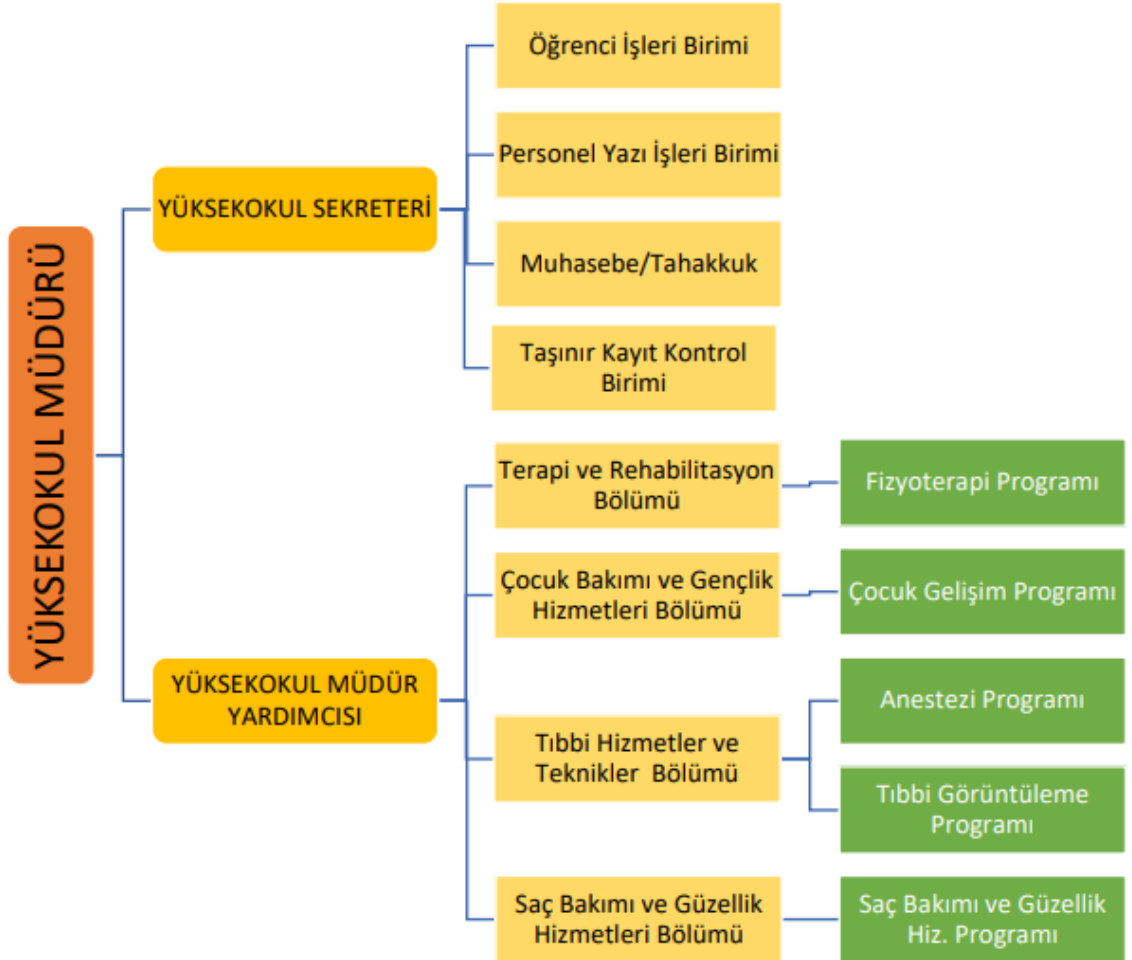 YÜKSEKOKUL MÜDÜRÜ
YÜKSEKOKUL SEKRETERİ
Öğrenci İşleri Birimi
Personel Yazı İşleri Birimi
Muhasebe/Tahakkuk
Taşınır Kayıt Kontrol
Birimi
YÜKSEKOKUL MÜDÜR
YARDIMCISI
Terapi ve Rehabilitasyon
Bölümü
Fizyoterapi Programı
Çocuk Bakımı ve Gençlik
Hizmetleri Bölümü
Çocuk Gelişim Programı
Tıbbi Hizmetler ve
Teknikler Bölümü
Anestezi Programı
Tıbbi Görüntüleme
Programı
Saç Bakımı ve Güzellik
Hizmetleri Bölümü
Saç Bakımı ve Güzellik
Hiz. Programı